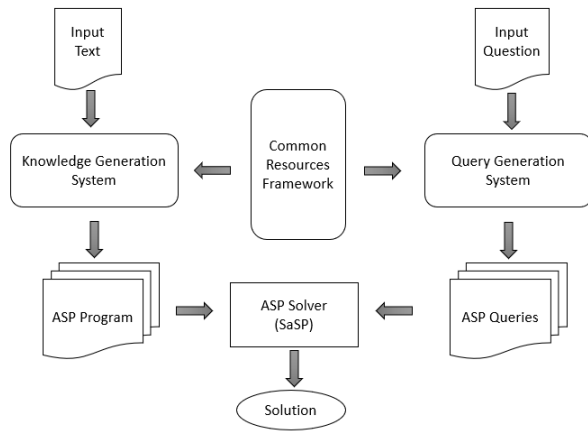 Input
Text
Input
Question
Knowledge Generation
System
Common
Resources
Framework
Query Generation
System
ASP Program
ASP Solver
(SaSP)
ASP Queries
Solution